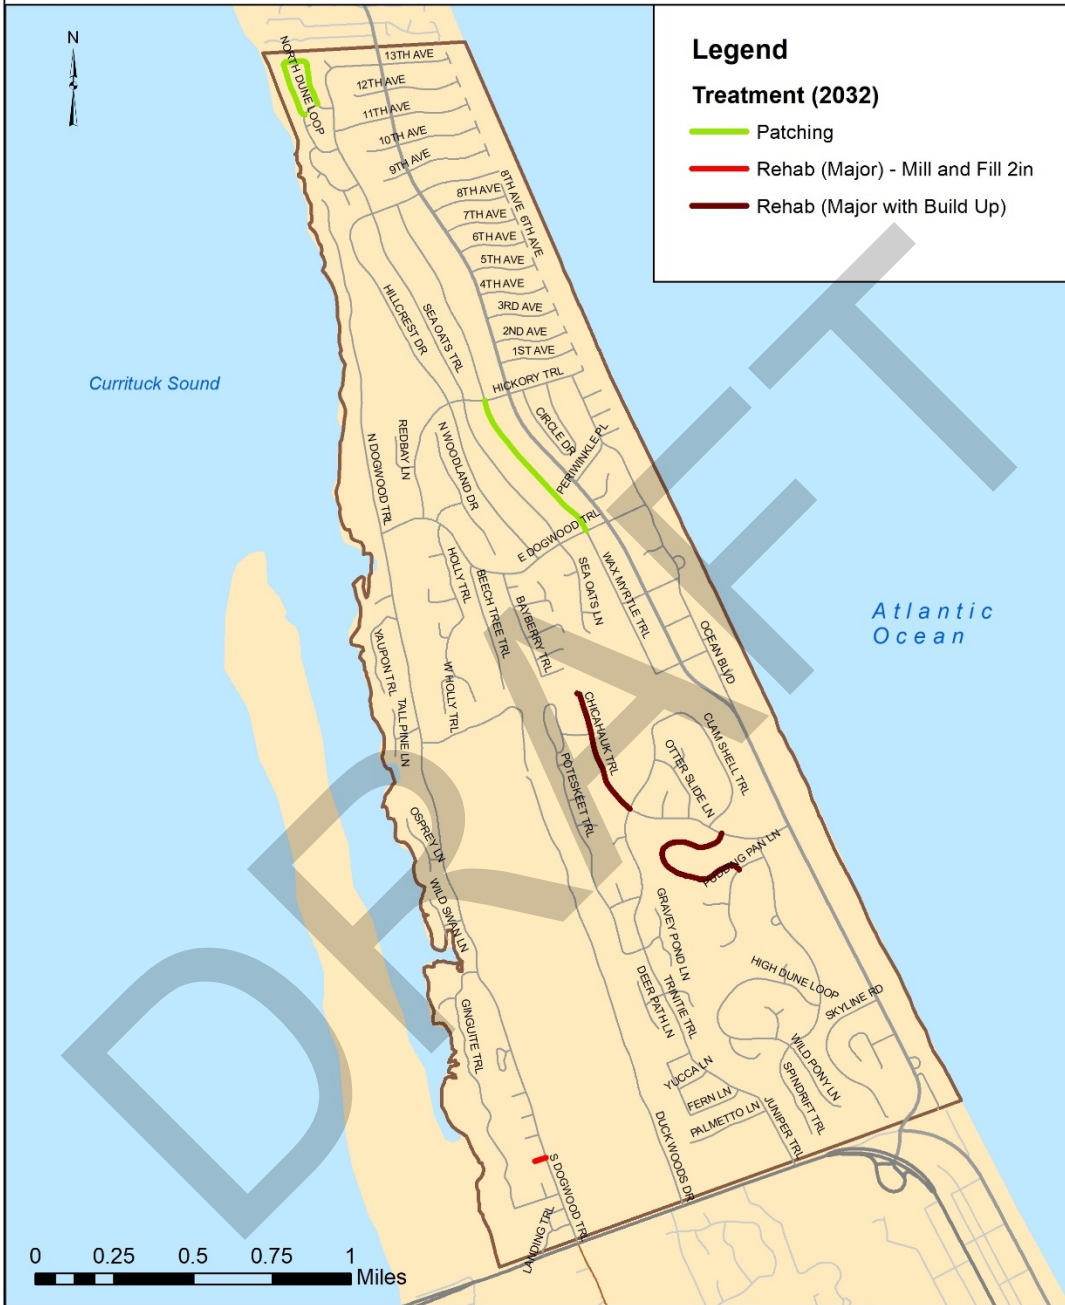 N
Legend
Treatment (2032)
Patching
Rehab (Major) - Mill and Fill 2in
Rehab (Major with Build Up)
NORTH DUNE LOOP
13TH AVE
12TH AVE
11TH AVE
10TH AVE
9TH AVE
8TH AVE
8TH AVE
7TH AVE
6TH AVE
6TH AVE
5TH AVE
4TH AVE
3RD AVE
2ND AVE
1ST AVE
HILLCREST DR
SEA OATS TRL
HICKORY TRL
Currituck Sound
CIRCLE DR
PERIWINKLE PL
REDBAY LN
N WOODLAND DR
N DOGWOOD TRL
E DOGWOOD TRL
HOLLY TRL
BEECH TREE TRL
BAYBERRY TRL
SEA OATS LN
WAX MYRTLE TRL
OCEAN BLVD
Atlantic
Ocean
YAUPON TRL
W HOLLY TRL
TALL PINE LN
CHICAHAUK TRL
POTESKEET TRL
OTTER SLIDE LN
CLAM SHELL TRL
OSPREY LN
PUDDING PAN LN
WILD SWAN LN
GRAVEY POND LN
DEER PATH LN
TRINITIE TRL
HIGH DUNE LOOP
SKYLINE RD
GINGUITE TRL
WILD PONY LN
SPINDRIFT TRL
YUCCA LN
FERN LN
PALMETTO LN
JUNIPER TRL
DUCK WOODS DR
S DOGWOOD TRL
LANDING TRL
DRAFT
0 0.25 0.5 0.75 1
Miles